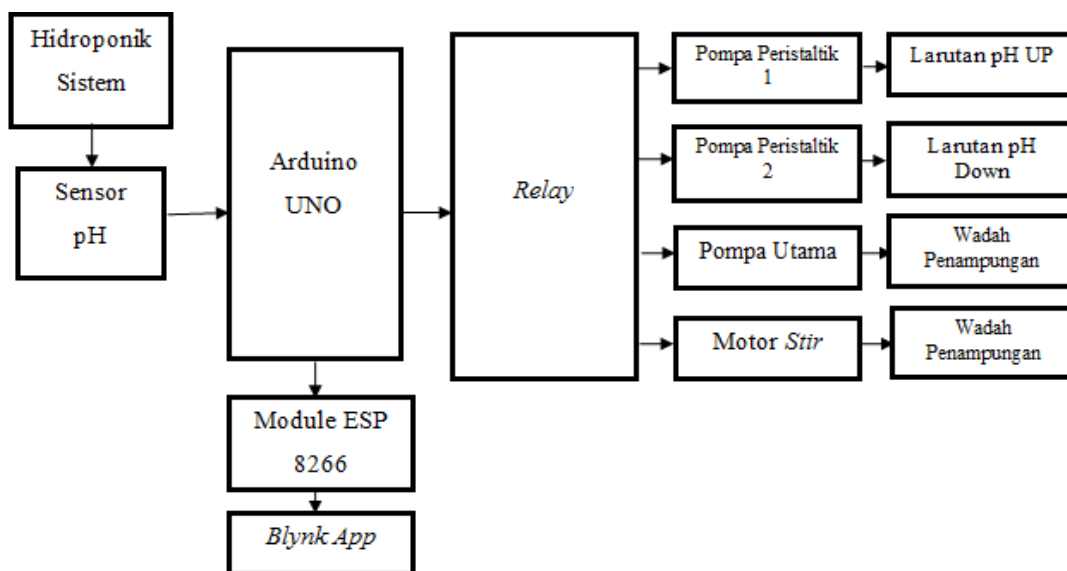 Hidroponik
Sistem
Sensor
pH
Arduino
UNO
Module ESP
8266
Blynk App
Relay
Pompa Peristaltik
1
Larutan pH UP
Pompa Peristaltik
2
Larutan pH
Down
Pompa Utama
Wadah
Penampungan
Motor Stir
Wadah
Penampungan